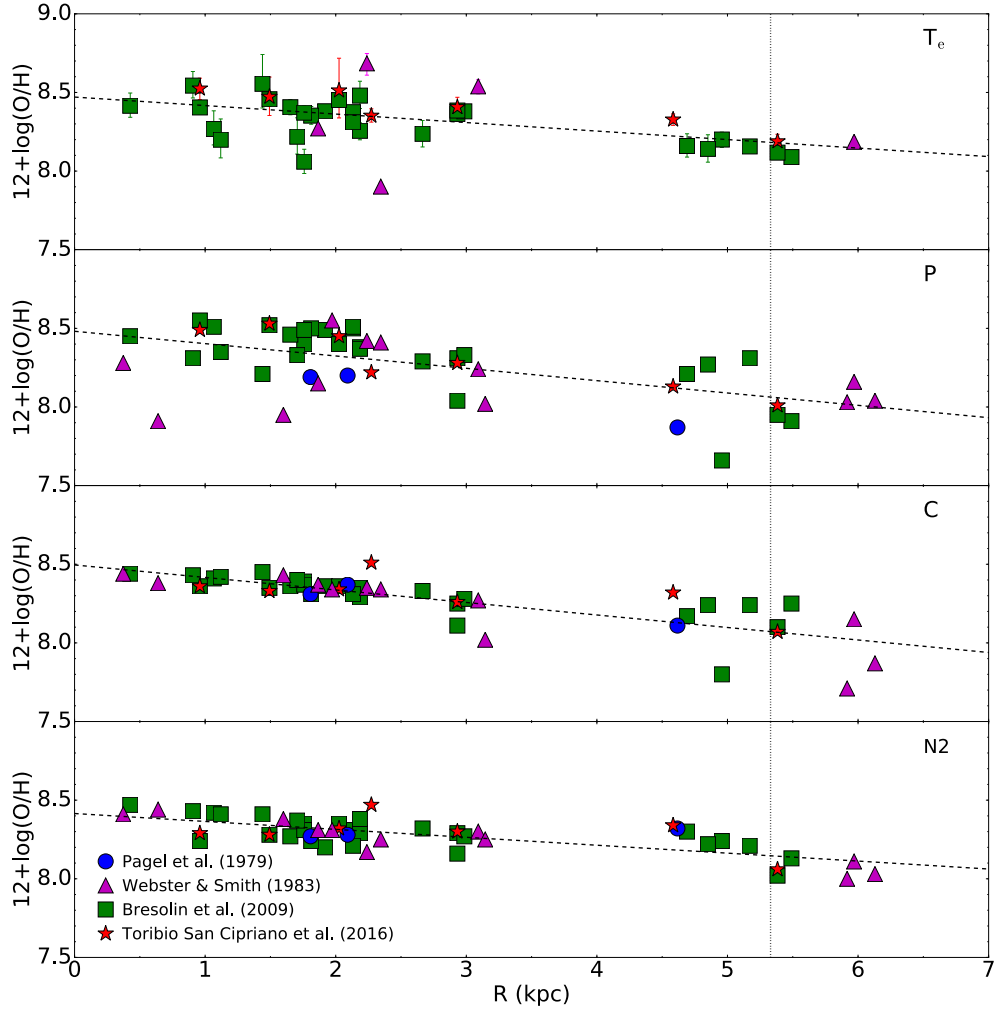 9.0
8.5
8.0
7.5
12+log(O/H)
Te
8.5
8.0
7.5
12+log(O/H)
P
8.5
8.0
7.5
12+log(O/H)
C
8.5
8.0
7.5
12+log(O/H)
N2
Pagel et al. (1979)
Webster & Smith (1983)
Bresolin et al. (2009)
Toribio San Cipriano et al. (2016)
0 1 2 3 4 5 6 7
R (kpc)